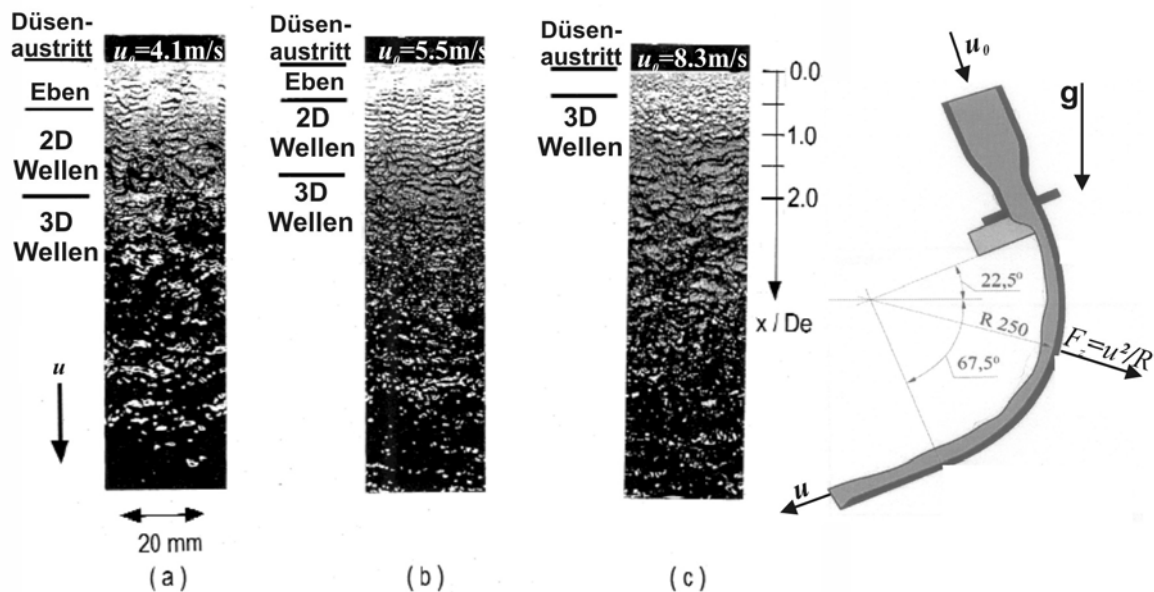 Düsen-
austritt
u₀=4.1m/s
Eben
2D
Wellen
3D
Wellen
u
20 mm
(a)
Düsen-
austritt
u₀=5.5m/s
Eben
2D
Wellen
3D
Wellen
(b)
Düsen-
austritt
u₀=8.3m/s
3D
Wellen
0.0
1.0
2.0
x / De
(c)
u₀
g
22,5°
R 250
67,5°
F_z=u²/R
u